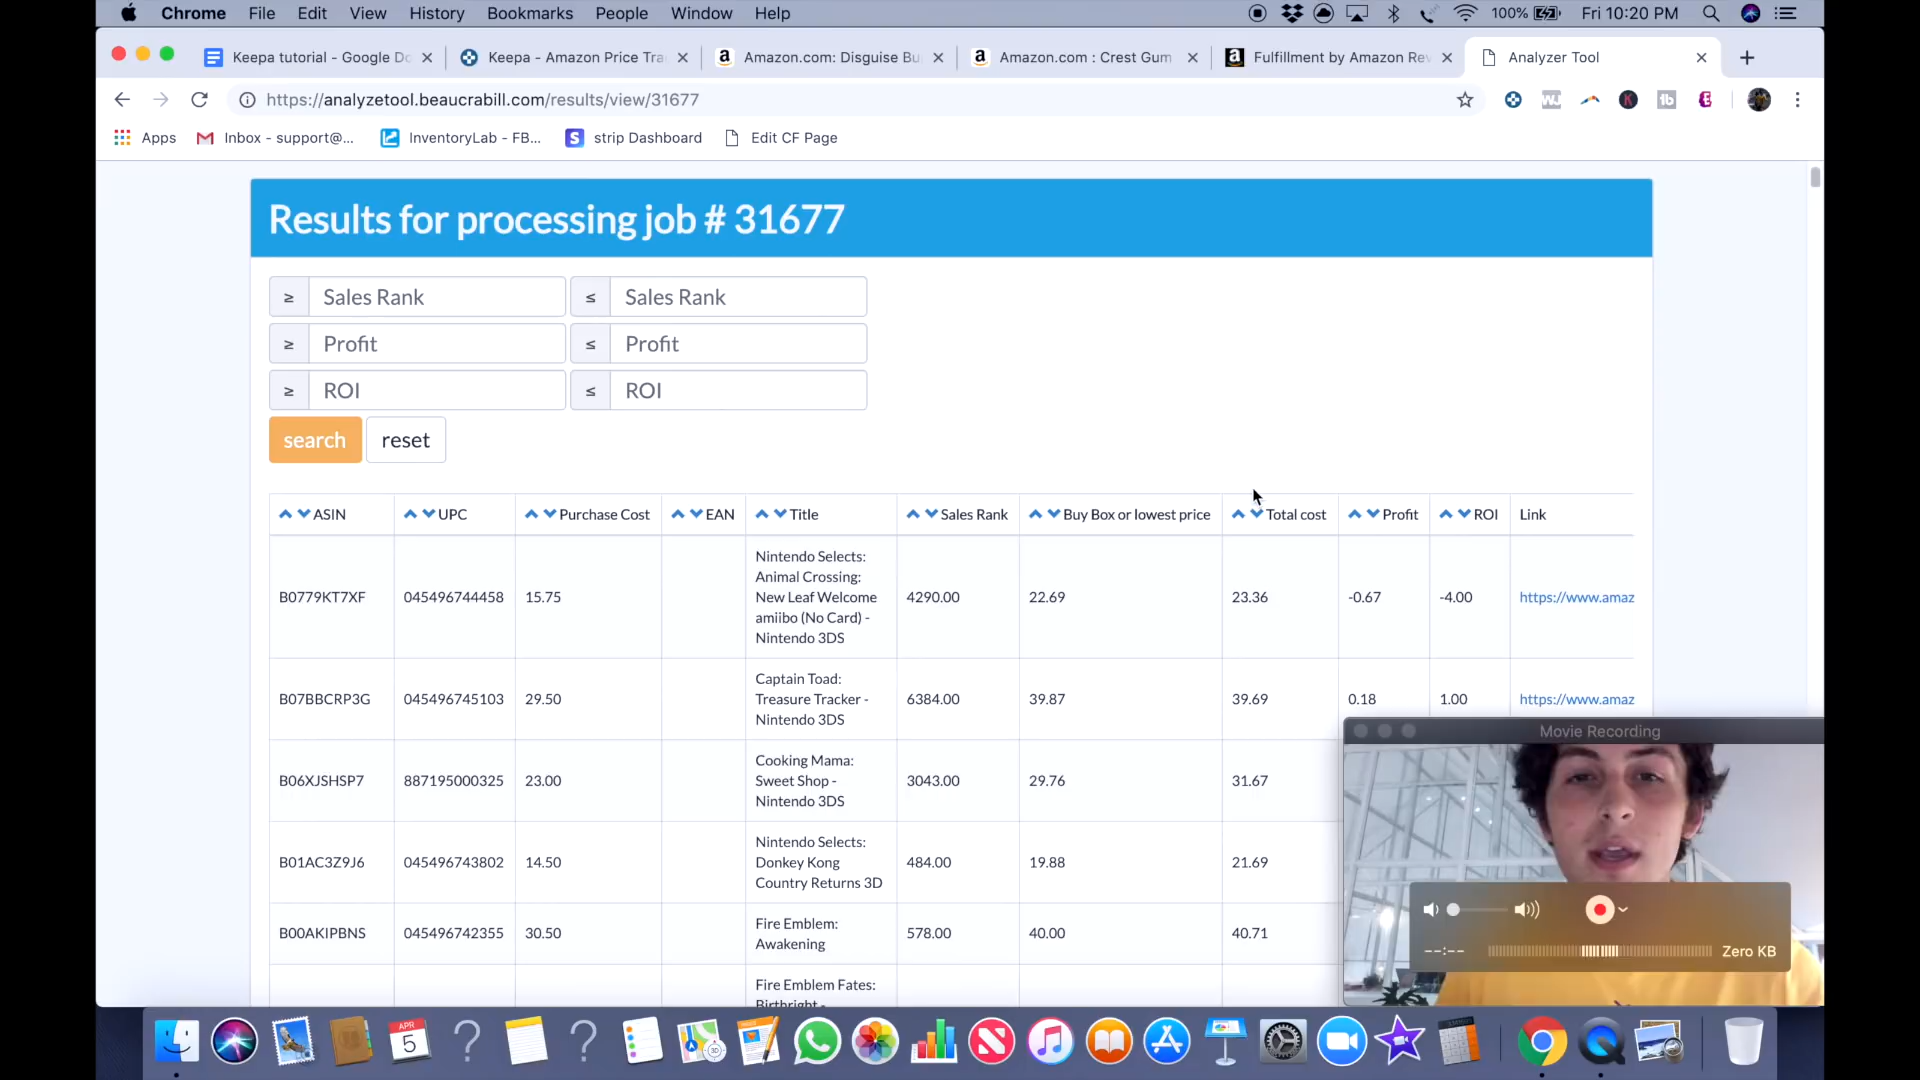 Chrome File Edit View History Bookmarks People Window Help 100% Fri 10:20 PM
Keepa tutorial - Google Do
Keepa - Amazon Price Tra
Amazon.com: Disguise Bu
Amazon.com : Crest Gum
Fulfillment by Amazon Rev
Analyzer Tool
https://analyzetool.beaucrabill.com/results/view/31677
Apps Inbox - support@... InventoryLab - FB... strip Dashboard Edit CF Page
Results for processing job # 31677
≥ Sales Rank ≤ Sales Rank
≥ Profit ≤ Profit
≥ ROI ≤ ROI
search reset
ASIN UPC Purchase Cost EAN Title Sales Rank Buy Box or lowest price Total cost Profit ROI Link
Nintendo Selects:
Animal Crossing:
B0779KT7XF 045496744458 15.75 New Leaf Welcome 4290.00 22.69 23.36 -0.67 -4.00 https://www.amaz
amiibo (No Card) -
Nintendo 3DS
Captain Toad:
B07BBCRP3G 045496745103 29.50 Treasure Tracker - 6384.00 39.87 39.69 0.18 1.00 https://www.amaz
Nintendo 3DS
Movie Recording
Cooking Mama:
B06XJSHSP7 887195000325 23.00 Sweet Shop - 3043.00 29.76 31.67
Nintendo 3DS
Nintendo Selects:
B01AC3Z9J6 045496743802 14.50 Donkey Kong 484.00 19.88 21.69
Country Returns 3D
Fire Emblem:
B00AKIPBNS 045496742355 30.50 Awakening 578.00 40.00 40.71
--:-- Zero KB
Fire Emblem Fates:
Birthright -
APR
5